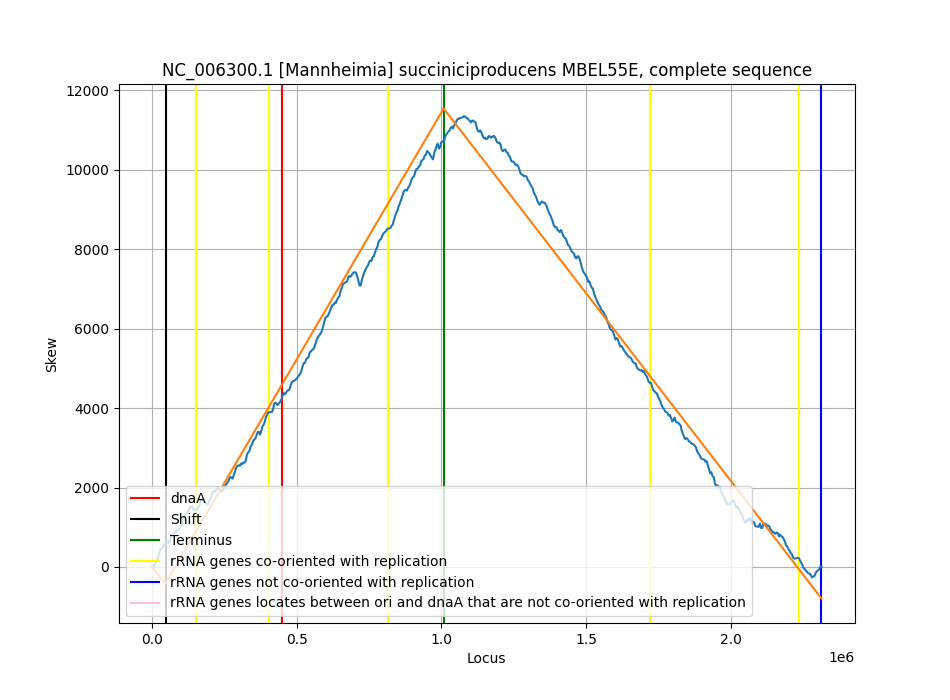 NC_006300.1 [Mannheimia] succiniciproducens MBEL55E, complete sequence
12000
10000
8000
6000
4000
2000
0
Skew
dnaA
Shift
Terminus
rRNA genes co-oriented with replication
rRNA genes not co-oriented with replication
rRNA genes locates between ori and dnaA that are not co-oriented with replication
0.0 0.5 1.0 1.5 2.0
1e6
Locus